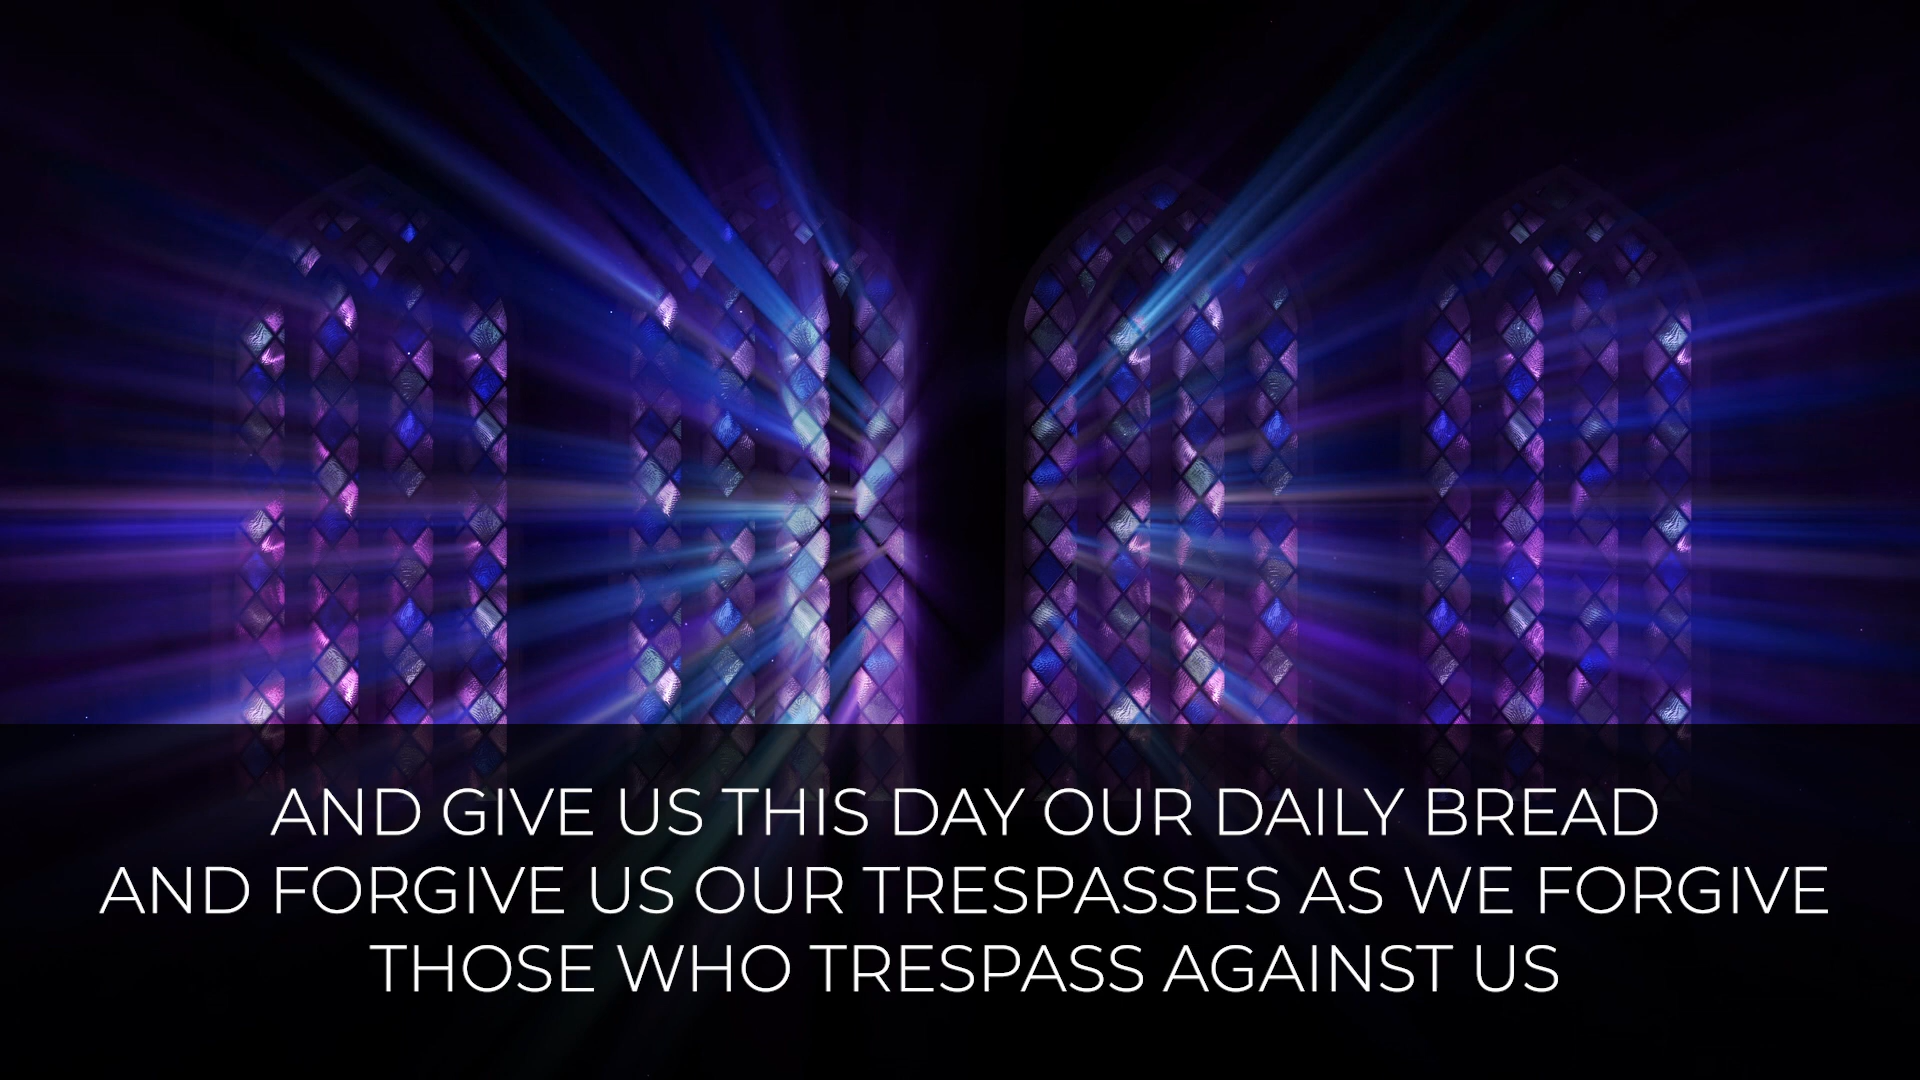 AND GIVE US THIS DAY OUR DAILY BREAD
AND FORGIVE US OUR TRESPASSES AS WE FORGIVE
THOSE WHO TRESPASS AGAINST US